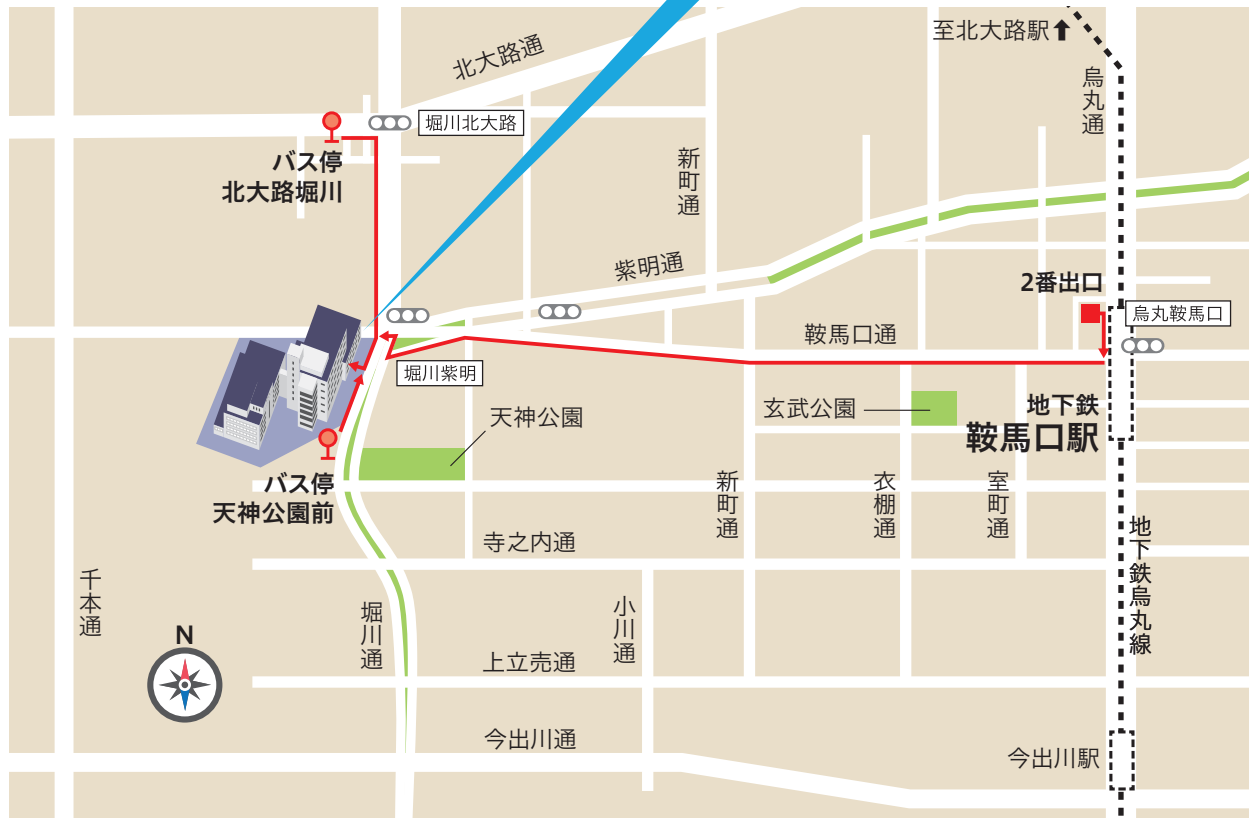 至北大路駅
北大路通
烏丸通
堀川北大路
バス停
北大路堀川
新町通
紫明通
2番出口
烏丸鞍馬口
鞍馬口通
堀川紫明
天神公園
玄武公園
地下鉄
鞍馬口駅
バス停
天神公園前
新町通
衣棚通
室町通
寺之内通
地下鉄烏丸線
千本通
堀川通
小川通
N
上立売通
今出川通
今出川駅